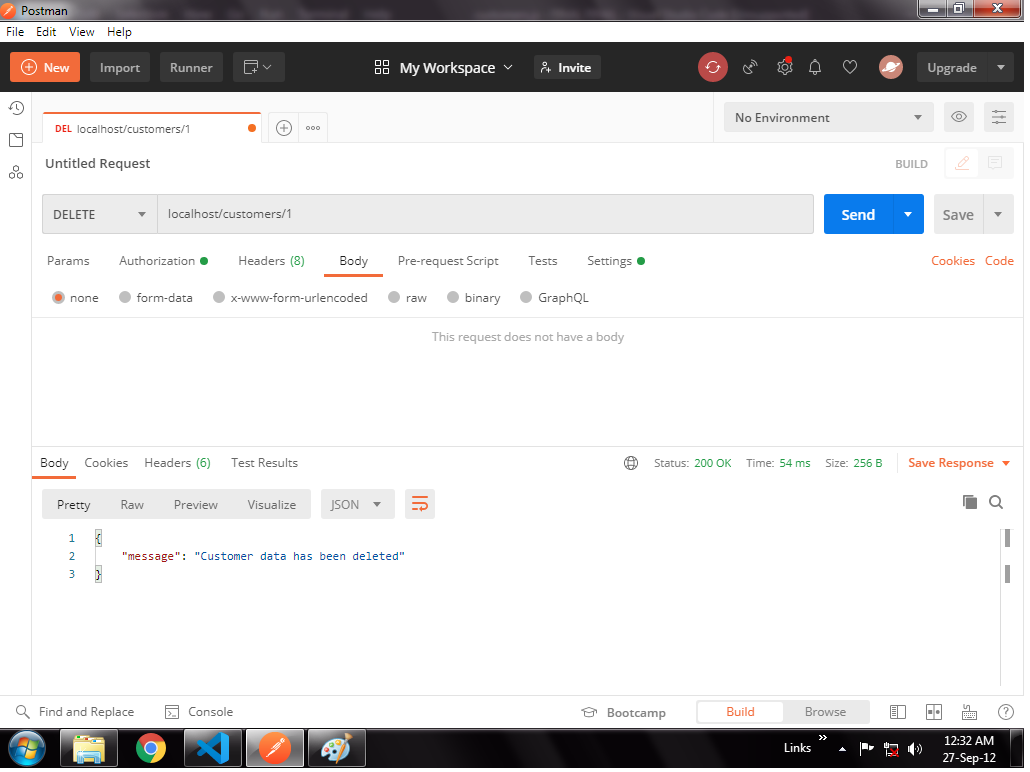 Postman
File Edit View Help
New Import Runner My Workspace Invite Upgrade
DEL localhost/customers/1 No Environment
Untitled Request BUILD
DELETE localhost/customers/1 Send Save
Params Authorization Headers (8) Body Pre-request Script Tests Settings Cookies Code
none form-data x-www-form-urlencoded raw binary GraphQL
This request does not have a body
Body Cookies Headers (6) Test Results Status: 200 OK Time: 54 ms Size: 256 B Save Response
Pretty Raw Preview Visualize JSON
1 {
2 "message": "Customer data has been deleted"
3 }
Find and Replace Console Bootcamp Build Browse
Links 12:32 AM
27-Sep-12